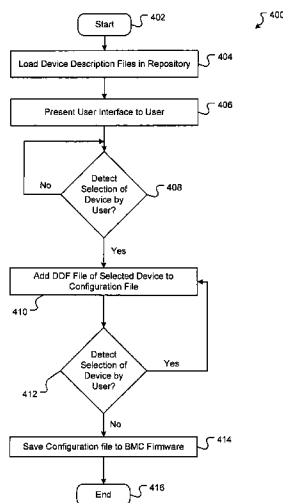 400
Start
402
Load Device Description Files in Repository
404
Present User Interface to User
406
Detect
Selection of
Device by
User?
408
No
Yes
Add DDF File of Selected Device to
Configuration File
410
Detect
Selection of
Device by
User?
412
Yes
No
Save Configuration file to BMC Firmware
414
End
416